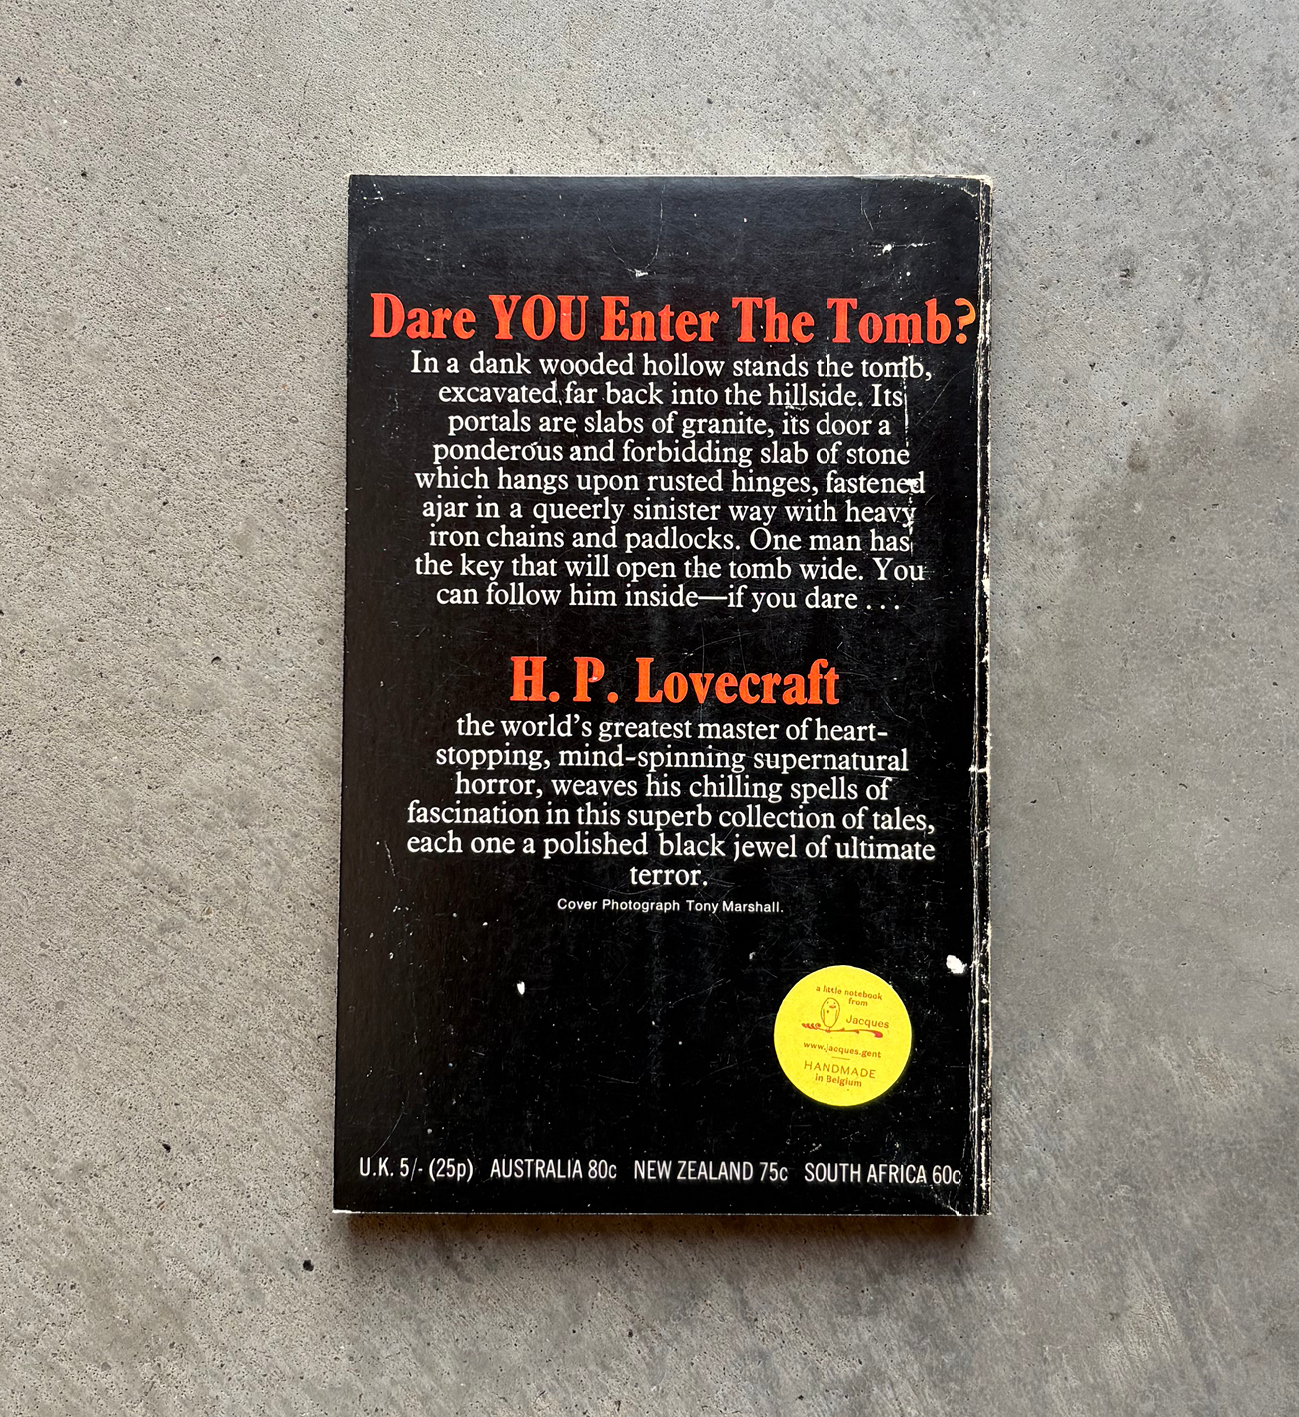 Dare YOU Enter The Tomb?
In a dank wooded hollow stands the tomb,
excavated far back into the hillside. Its
portals are slabs of granite, its door a
ponderous and forbidding slab of stone
which hangs upon rusted hinges, fastened
ajar in a queerly sinister way with heavy
iron chains and padlocks. One man has
the key that will open the tomb wide. You
can follow him inside—if you dare . . .
H. P. Lovecraft
the world's greatest master of heart-
stopping, mind-spinning supernatural
horror, weaves his chilling spells of
fascination in this superb collection of tales,
each one a polished black jewel of ultimate
terror.
Cover Photograph Tony Marshall.
a little notebook
from
Jacques
www.jacques.gent
HANDMADE
in Belgium
U.K. 5/- (25p) AUSTRALIA 80c NEW ZEALAND 75c SOUTH AFRICA 60c